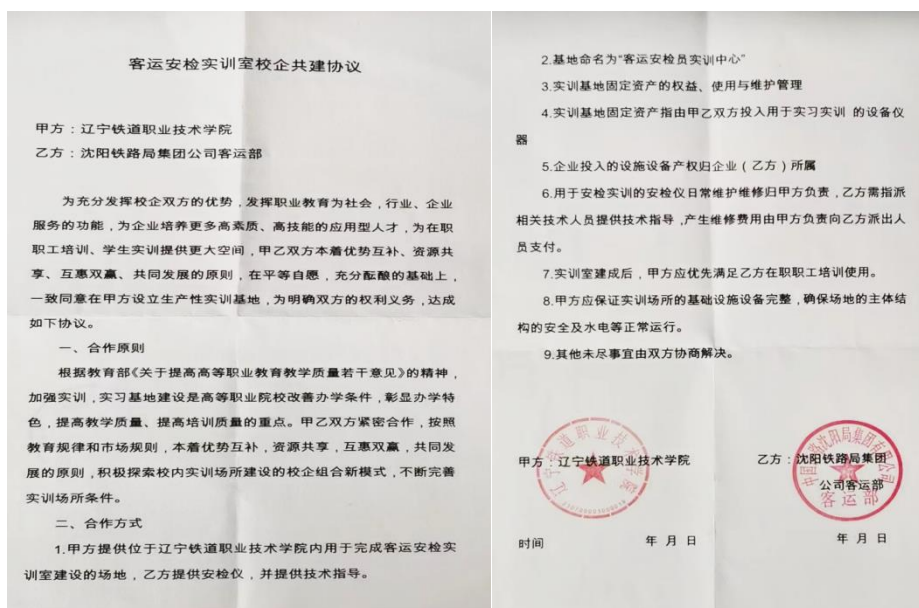 客运安检实训室校企共建协议
甲方：辽宁铁道职业技术学院
乙方：沈阳铁路局集团公司客运部
为充分发挥校企双方的优势，发挥职业教育为社会，行业、企业
服务的功能，为企业培养更多高素质、高技能的应用型人才，为在职
职工培训、学生实训提供更大空间，甲乙双方本着优势互补、资源共
享、互惠双赢、共同发展的原则，在平等自愿，充分酝酿的基础上，
一致同意在甲方设立生产性实训基地，为明确双方的权利义务，达成
如下协议。
一、合作原则
根据教育部《关于提高高等职业教育教学质量若干意见》的精神，
加强实训，实习基地建设是高等职业院校改善办学条件，彰显办学特
色，提高教学质量、提高培训质量的重点。甲乙双方紧密合作，按照
教育规律和市场规则，本着优势互补，资源共享，互惠双赢，共同发
展的原则，积极探索校内实训场所建设的校企组合新模式，不断完善
实训场所条件。
二、合作方式
1.甲方提供位于辽宁铁道职业技术学院内用于完成客运安检实
训室建设的场地，乙方提供安检仪，并提供技术指导。
2.基地命名为“客运安检员实训中心”
3.实训基地固定资产的权益、使用与维护管理
4.实训基地固定资产指由甲乙双方投入用于实习实训 的设备仪
器
5.企业投入的设施设备产权归企业（乙方）所属
6.用于安检实训的安检仪日常维护维修归甲方负责，乙方需指派
相关技术人员提供技术指导，产生维修费用由甲方负责向乙方派出人
员支付。
7.实训室建成后，甲方应优先满足乙方在职职工培训使用。
8.甲方应保证实训场所的基础设施设备完整，确保场地的主体结
构的安全及水电等正常运行。
9.其他未尽事宜由双方协商解决。
辽宁铁道职业技术学院
甲方：辽宁铁道职业技术学院
中国铁路沈阳局集团有限公司
客运部
乙方：沈阳铁路局集团
公司客运部
时间 年 月 日
年 月 日